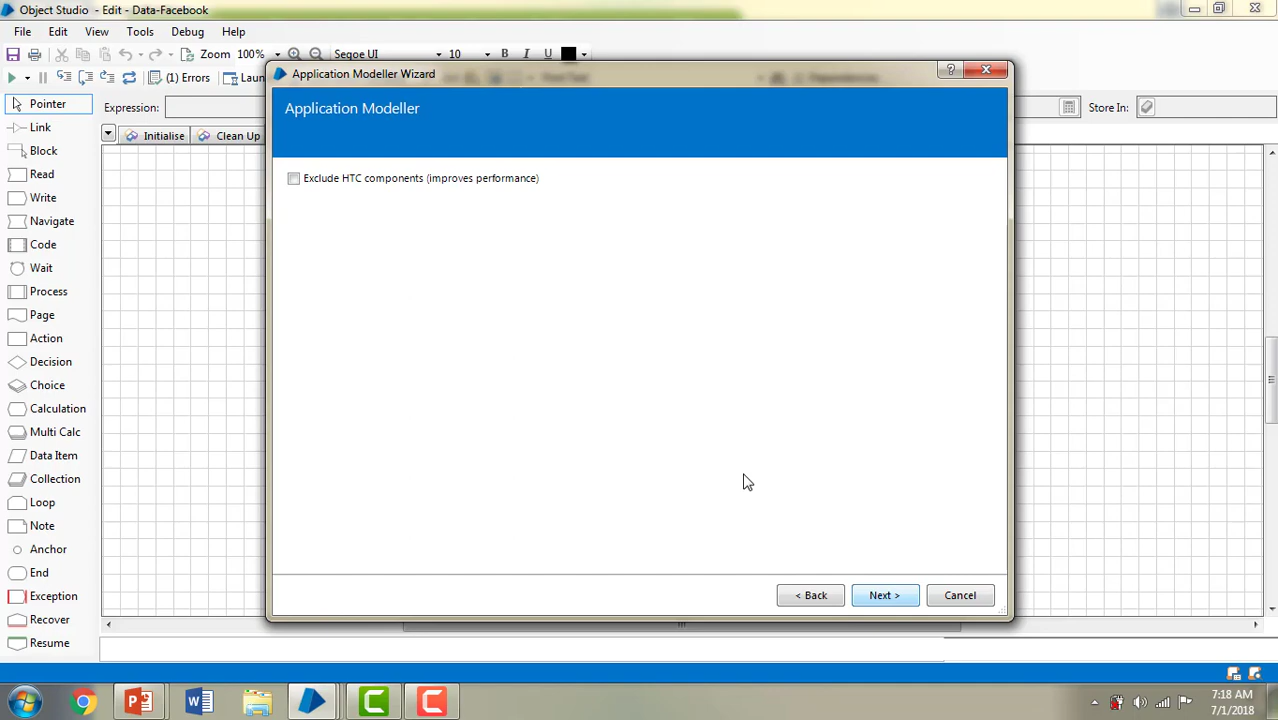 Object Studio - Edit - Data-Facebook
File Edit View Tools Debug Help
Zoom 100% Segoe UI 10 B I U
(1) Errors Laun
Application Modeller Wizard
Application Modeller
Exclude HTC components (improves performance)
< Back Next > Cancel
Expression: Store In:
Initialise Clean Up
Pointer
Link
Block
Read
Write
Navigate
Code
Wait
Process
Page
Action
Decision
Choice
Calculation
Multi Calc
Data Item
Collection
Loop
Note
Anchor
End
Exception
Recover
Resume
7:18 AM
7/1/2018